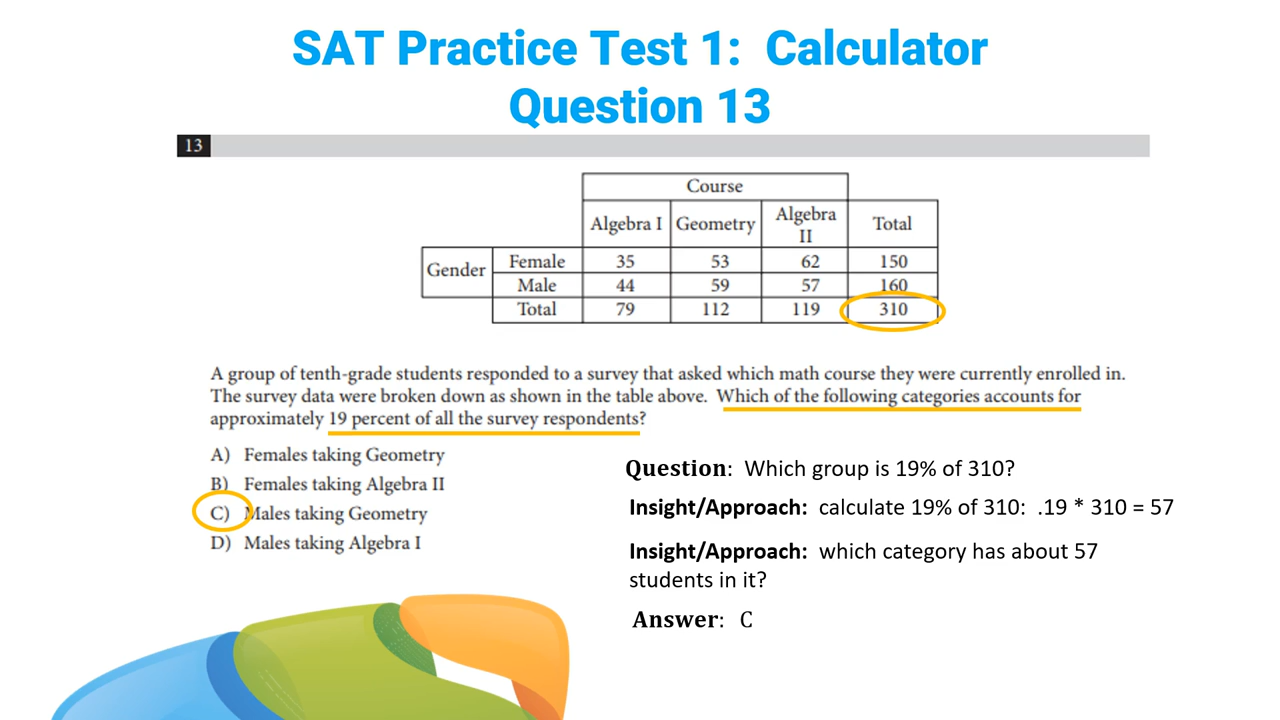 SAT Practice Test 1:  Calculator
Question 13
13
Course
Algebra I Geometry Algebra II Total
Gender
Female 35 53 62 150
Male 44 59 57 160
Total 79 112 119 310
A group of tenth-grade students responded to a survey that asked which math course they were currently enrolled in.
The survey data were broken down as shown in the table above.  Which of the following categories accounts for
approximately 19 percent of all the survey respondents?
A) Females taking Geometry
B) Females taking Algebra II
C) Males taking Geometry
D) Males taking Algebra I
Question:  Which group is 19% of 310?
Insight/Approach:  calculate 19% of 310:  .19 * 310 = 57
Insight/Approach:  which category has about 57
students in it?
Answer:  C